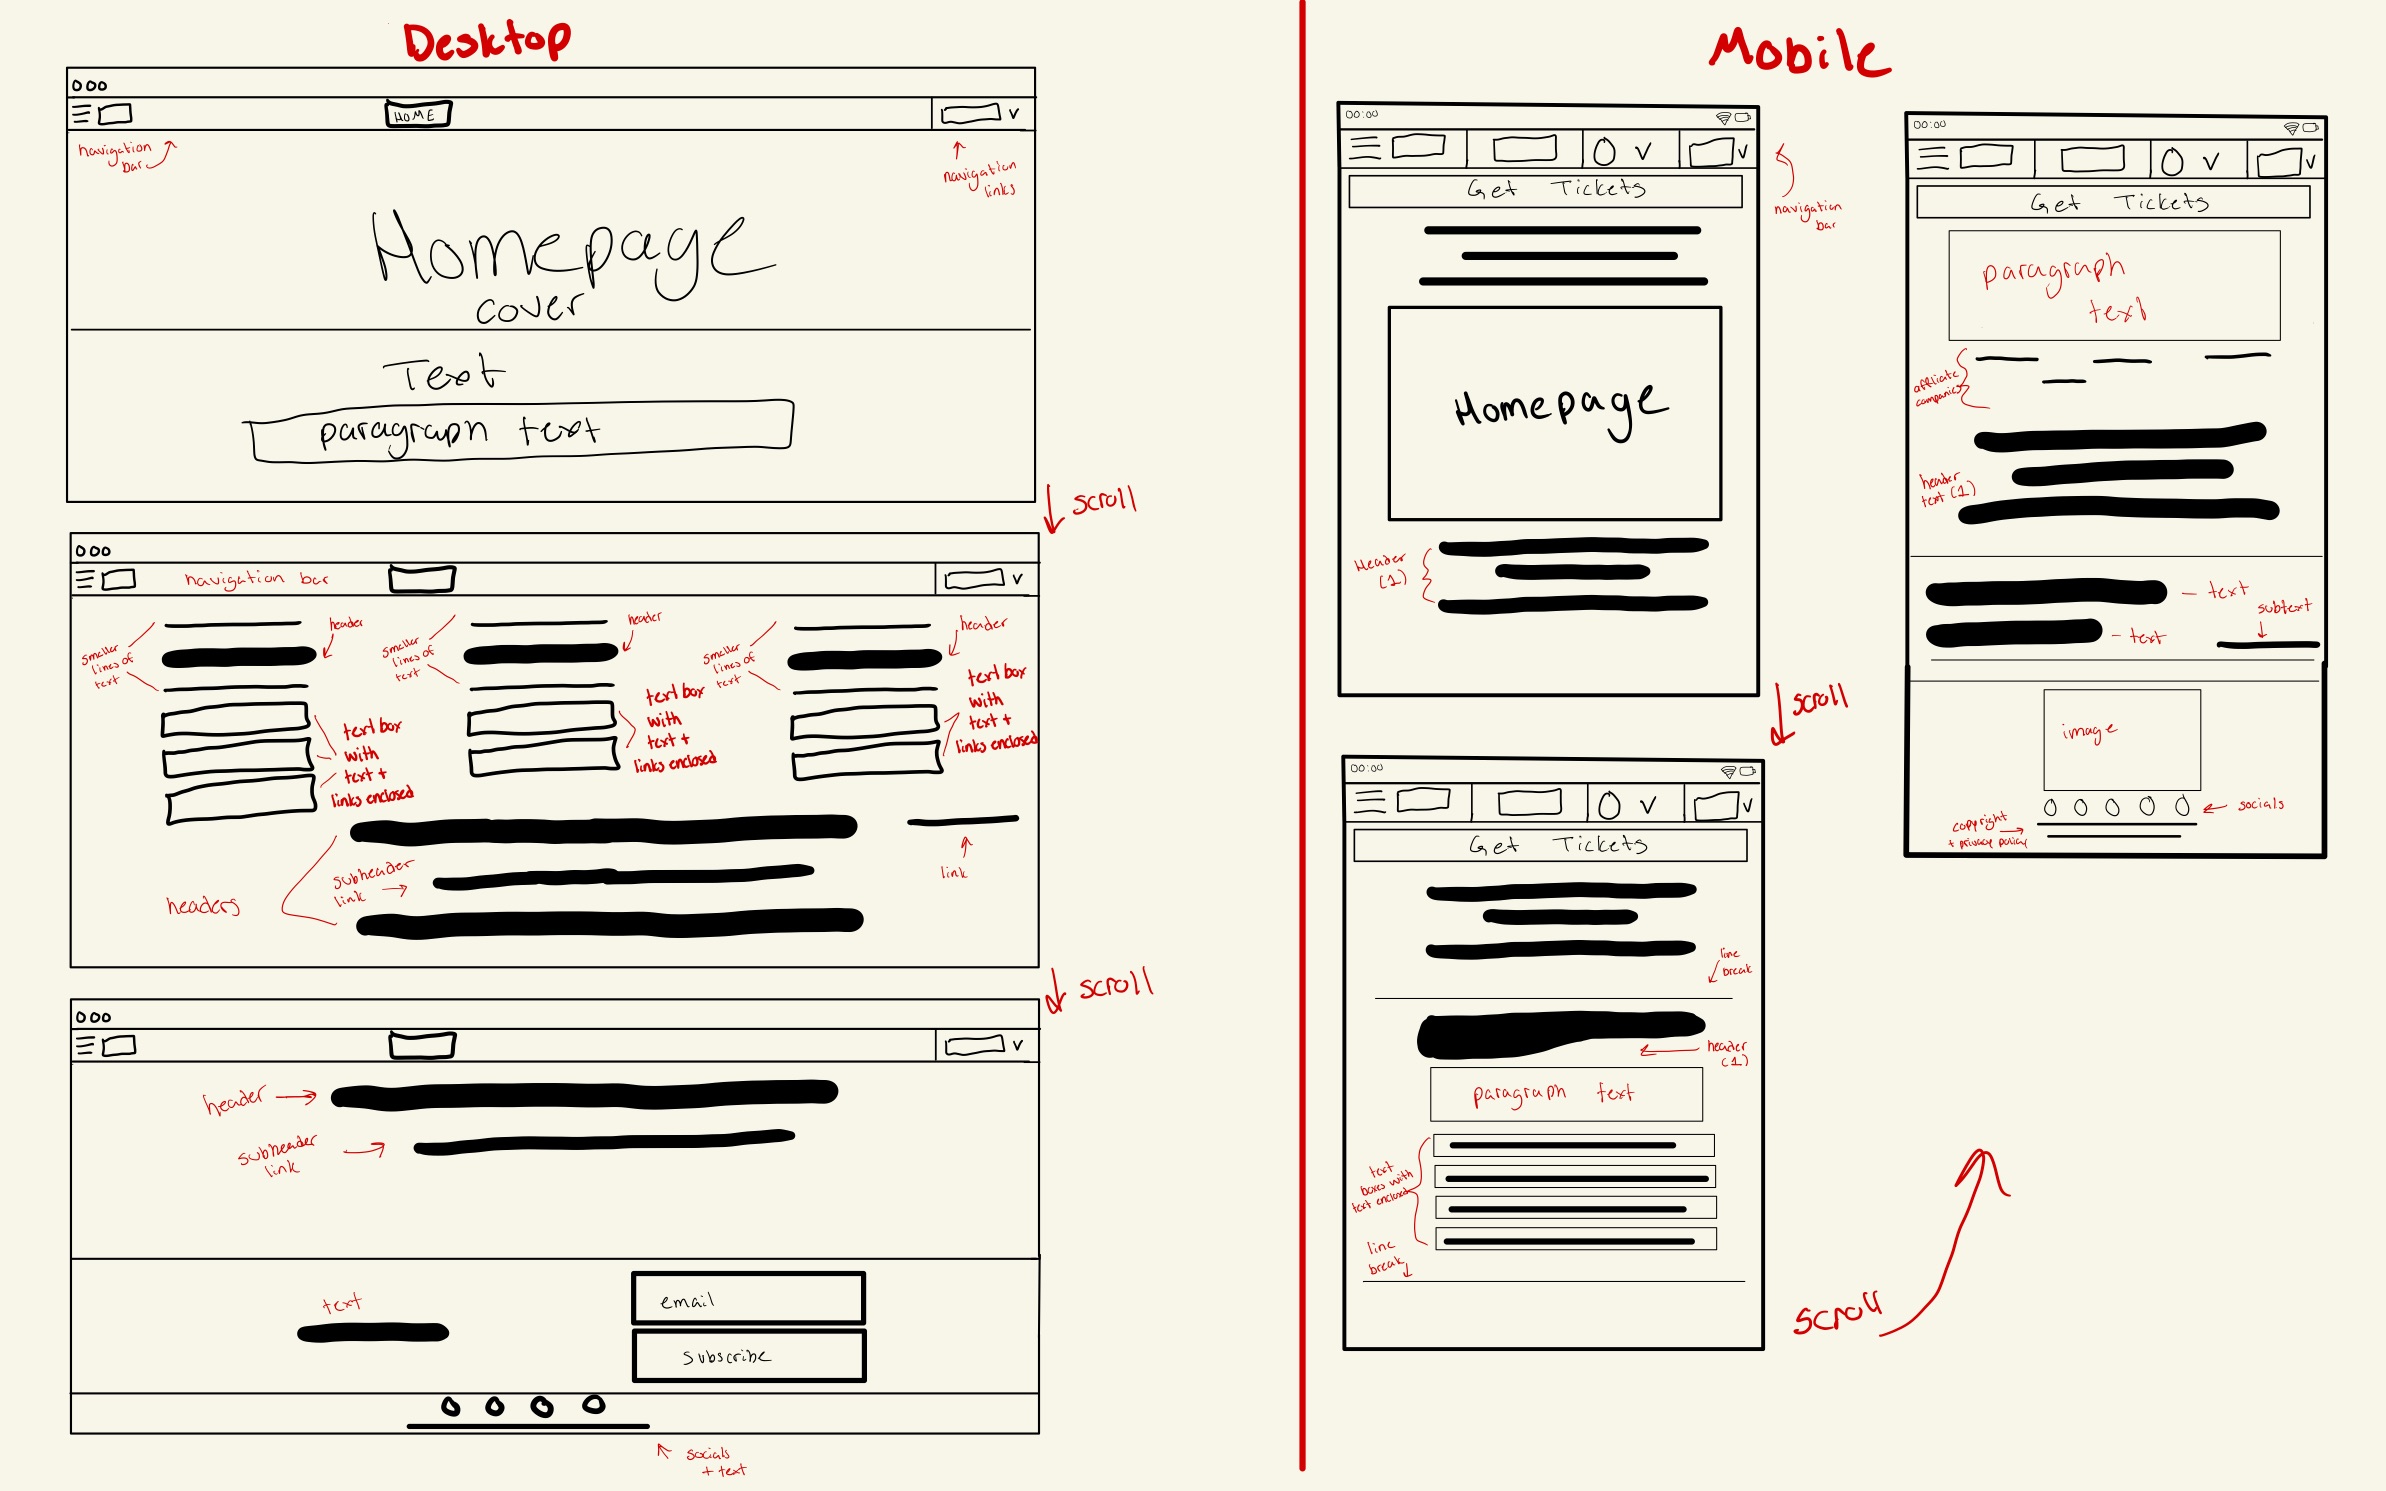 Desktop
HOME
navigation
bar
navigation
links
Homepage
cover
Text
paragraph text
scroll
navigation bar
smaller
lines of
text
header
text box
with
text +
links enclosed
smaller
lines of
text
header
text box
with
text +
links enclosed
smaller
lines of
text
header
text box
with
text +
links enclosed
headers
subheader
link
link
scroll
header
subheader
link
text
email
Subscribe
socials
+ text
Mobile
00:00
Get Tickets
navigation
bar
Homepage
Header
(1)
scroll
00:00
Get Tickets
line
break
header
(1)
paragraph text
text
boxes with
text enclosed
line
break
scroll
00:00
Get Tickets
paragraph
text
affiliate
companies
header
text (1)
text
subtext
text
image
socials
copyright
+ privacy policy